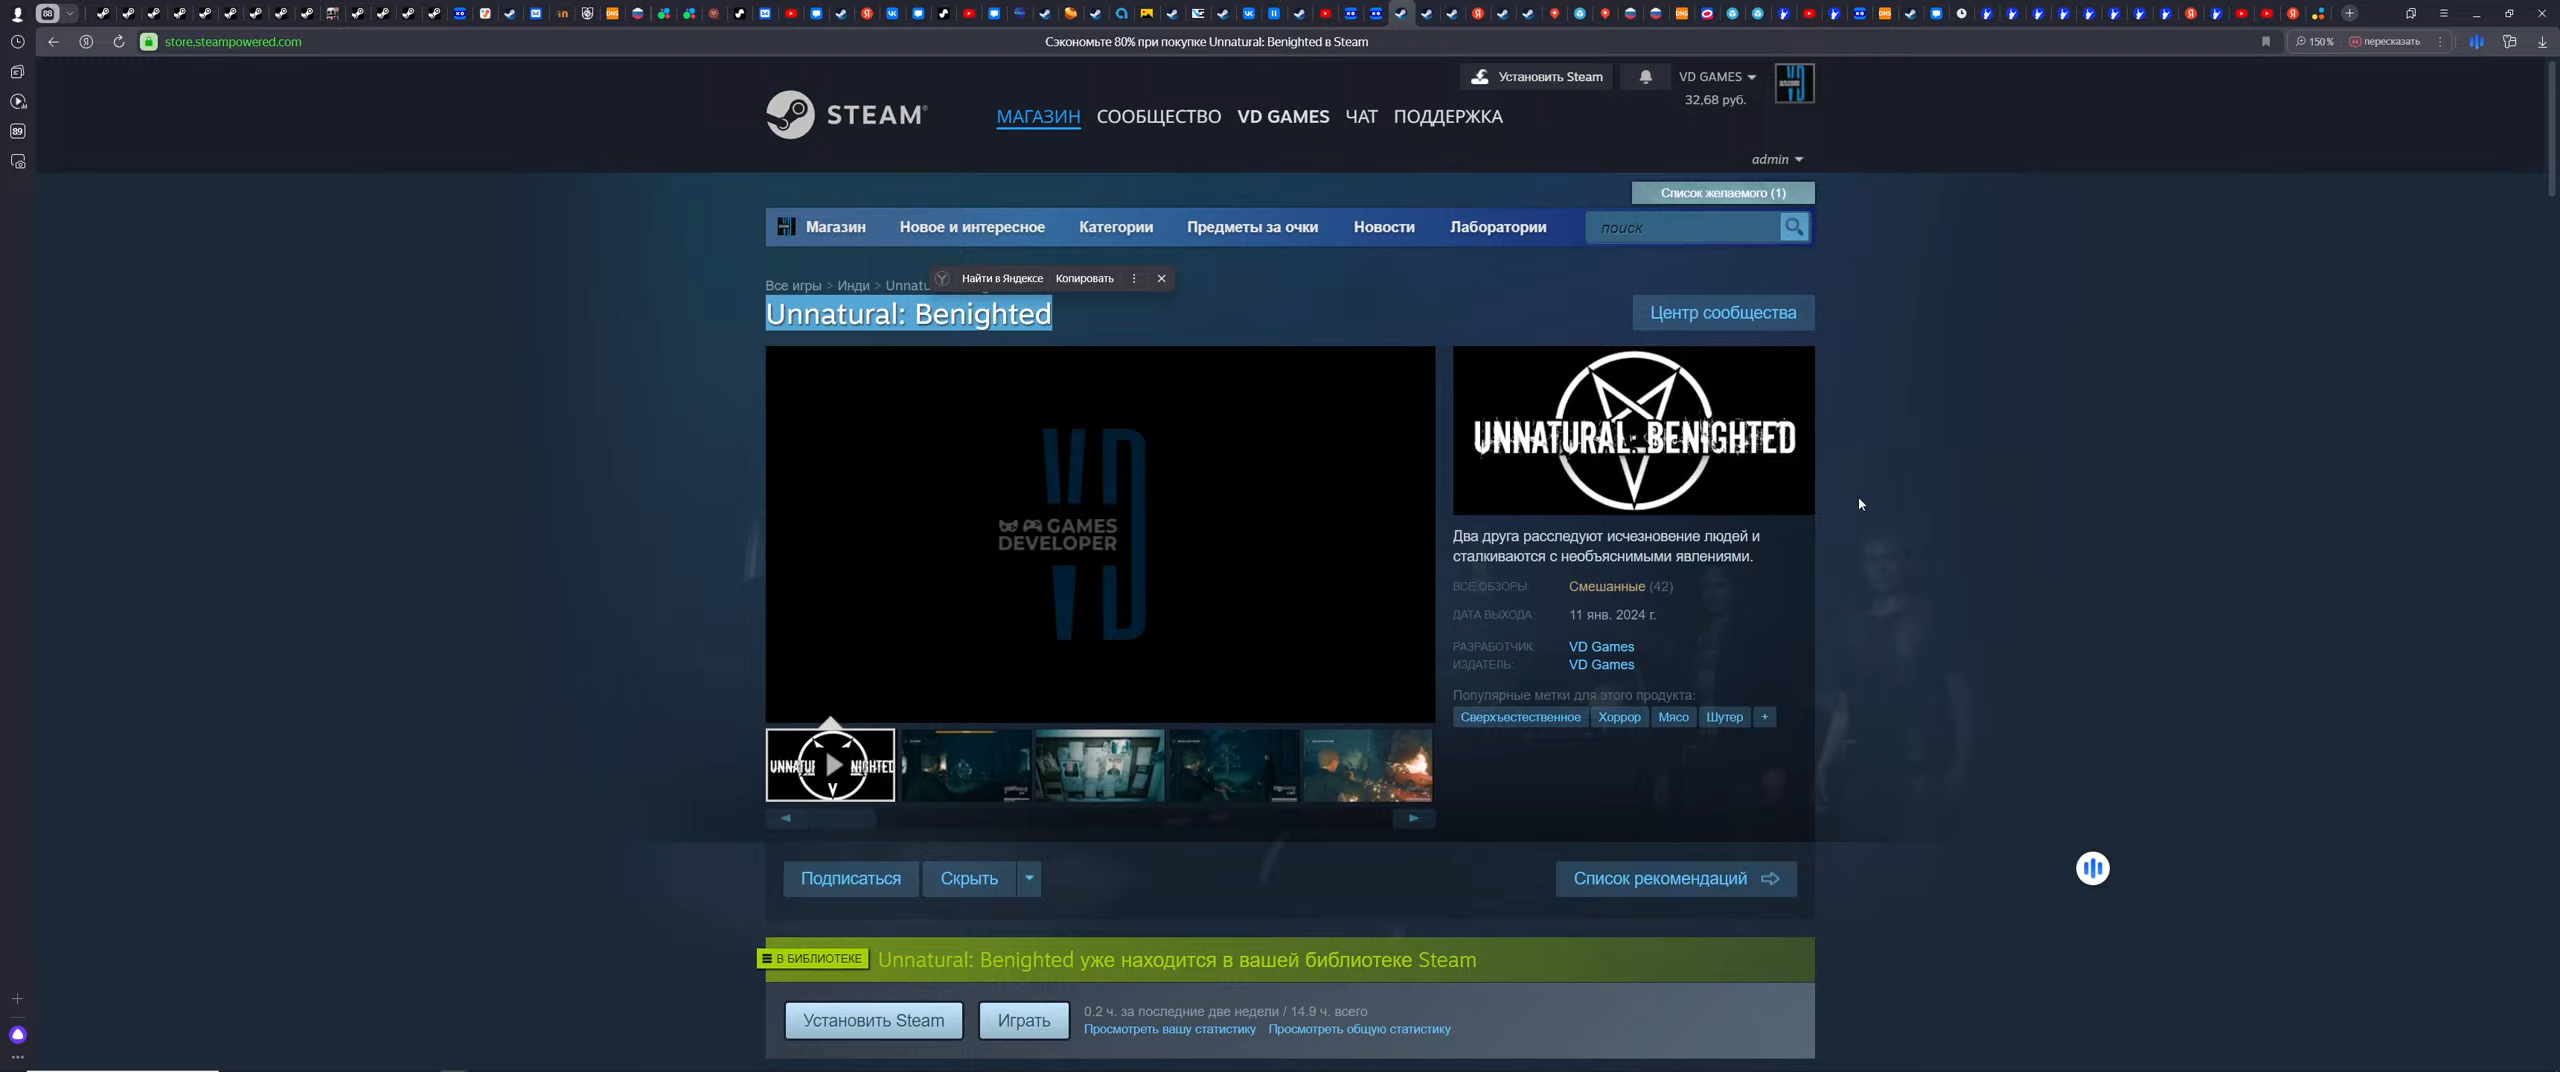 88
store.steampowered.com
Сэкономьте 80% при покупке Unnatural: Benighted в Steam
150 %
пересказать
89
Установить Steam
VD GAMES
32,68 руб.
STEAM®
МАГАЗИН СООБЩЕСТВО VD GAMES ЧАТ ПОДДЕРЖКА
admin
Список желаемого (1)
Магазин Новое и интересное Категории Предметы за очки Новости Лаборатории поиск
Найти в Яндексе Копировать
Все игры > Инди > Unnatu
Unnatural: Benighted
Центр сообщества
VD
GAMES
DEVELOPER
UNNATURAL: BENIGHTED
Два друга расследуют исчезновение людей и
сталкиваются с необъяснимыми явлениями.
ВСЕ ОБЗОРЫ: Смешанные (42)
ДАТА ВЫХОДА: 11 янв. 2024 г.
РАЗРАБОТЧИК: VD Games
ИЗДАТЕЛЬ: VD Games
Популярные метки для этого продукта:
Сверхъестественное Хоррор Мясо Шутер +
UNNATUF NIGHTED
Подписаться Скрыть
Список рекомендаций
В БИБЛИОТЕКЕ Unnatural: Benighted уже находится в вашей библиотеке Steam
Установить Steam Играть
0.2 ч. за последние две недели / 14.9 ч. всего
Просмотреть вашу статистику Просмотреть общую статистику